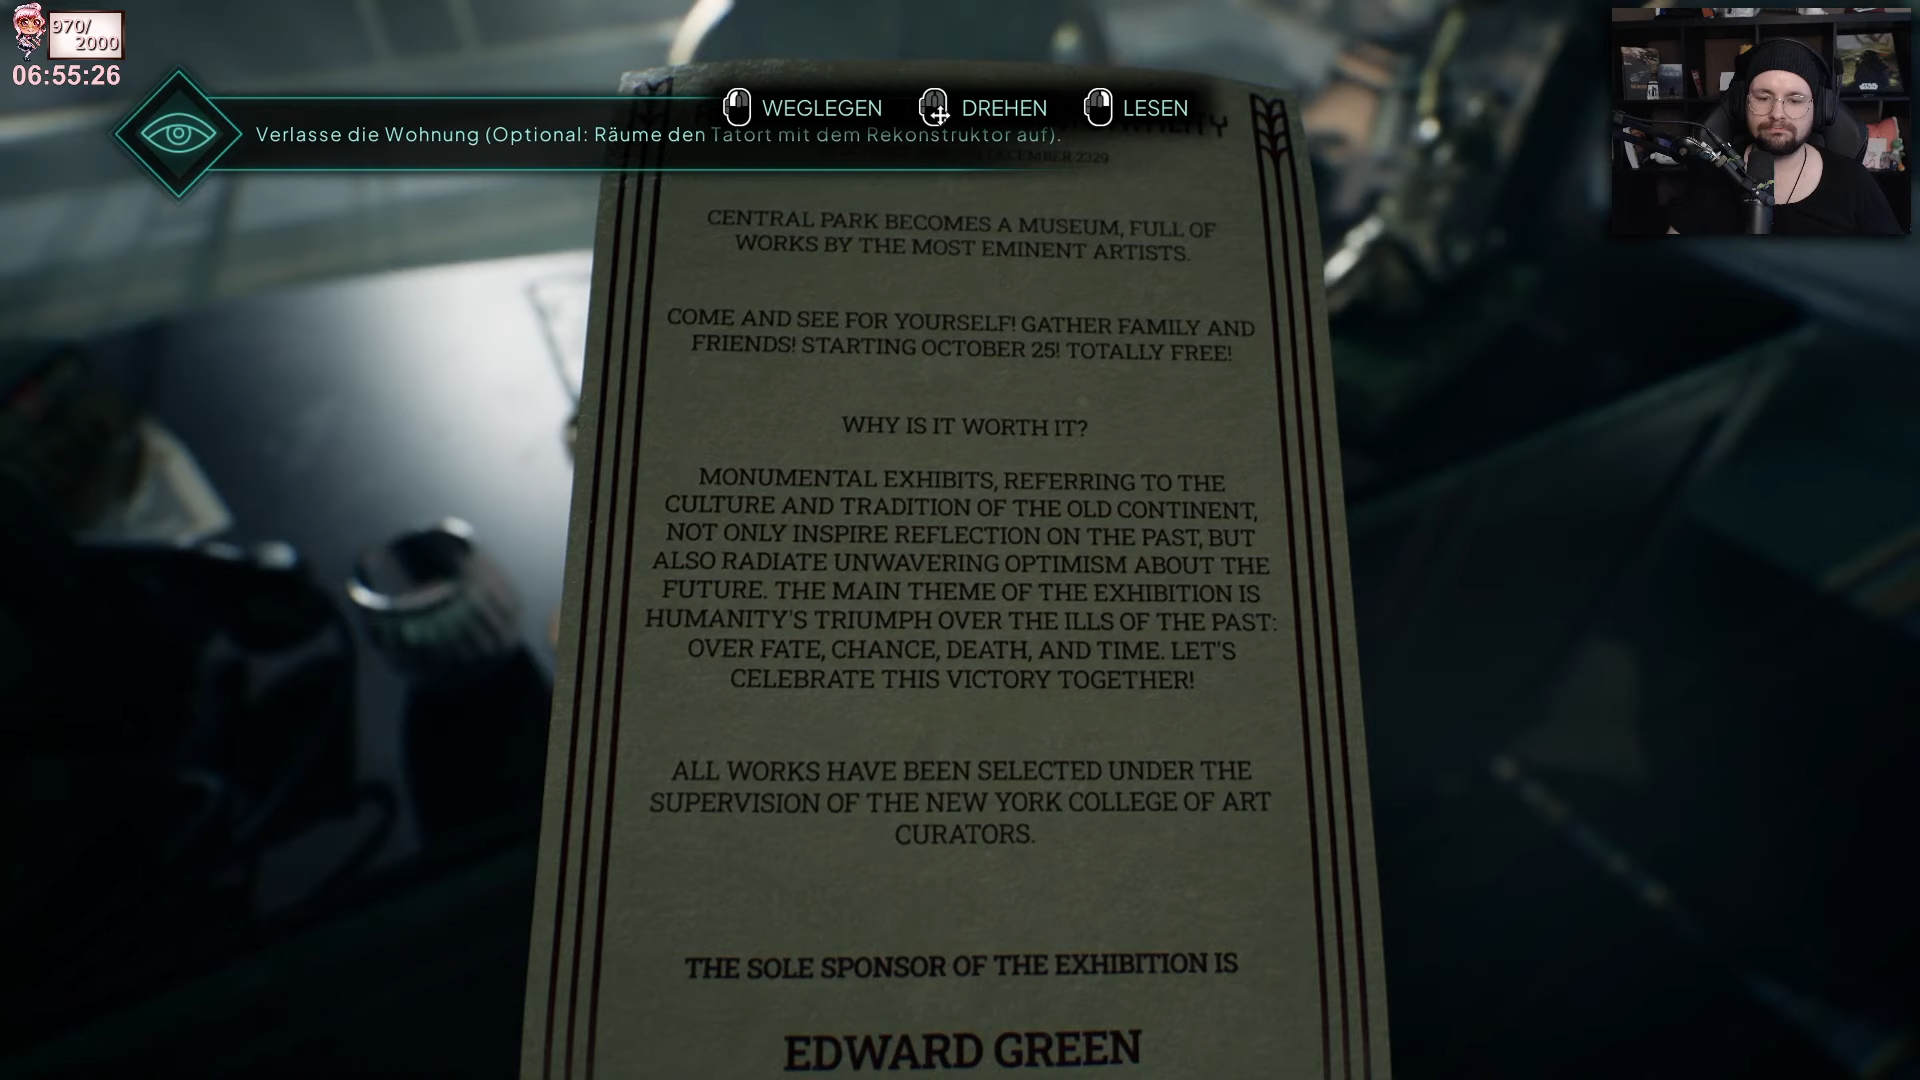 970/
2000
06:55:26
WEGLEGEN
DREHEN
LESEN
Verlasse die Wohnung (Optional: Räume den Tatort mit dem Rekonstruktor auf).
DECEMBER 2329
CENTRAL PARK BECOMES A MUSEUM, FULL OF
WORKS BY THE MOST EMINENT ARTISTS.
COME AND SEE FOR YOURSELF! GATHER FAMILY AND
FRIENDS! STARTING OCTOBER 25! TOTALLY FREE!
WHY IS IT WORTH IT?
MONUMENTAL EXHIBITS, REFERRING TO THE
CULTURE AND TRADITION OF THE OLD CONTINENT,
NOT ONLY INSPIRE REFLECTION ON THE PAST, BUT
ALSO RADIATE UNWAVERING OPTIMISM ABOUT THE
FUTURE. THE MAIN THEME OF THE EXHIBITION IS
HUMANITY'S TRIUMPH OVER THE ILLS OF THE PAST:
OVER FATE, CHANCE, DEATH, AND TIME. LET'S
CELEBRATE THIS VICTORY TOGETHER!
ALL WORKS HAVE BEEN SELECTED UNDER THE
SUPERVISION OF THE NEW YORK COLLEGE OF ART
CURATORS.
THE SOLE SPONSOR OF THE EXHIBITION IS
EDWARD GREEN